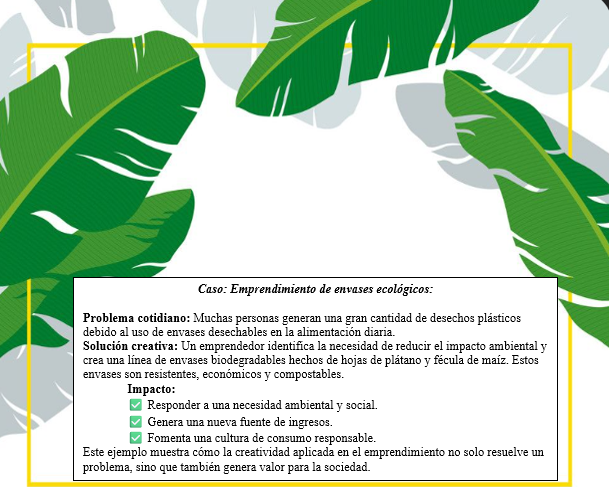 Caso: Emprendimiento de envases ecológicos:
Problema cotidiano: Muchas personas generan una gran cantidad de desechos plásticos
debido al uso de envases desechables en la alimentación diaria.
Solución creativa: Un emprendedor identifica la necesidad de reducir el impacto ambiental y
crea una línea de envases biodegradables hechos de hojas de plátano y fécula de maíz. Estos
envases son resistentes, económicos y compostables.
Impacto:
✅ Responder a una necesidad ambiental y social.
✅ Genera una nueva fuente de ingresos.
✅ Fomenta una cultura de consumo responsable.
Este ejemplo muestra cómo la creatividad aplicada en el emprendimiento no solo resuelve un
problema, sino que también genera valor para la sociedad.